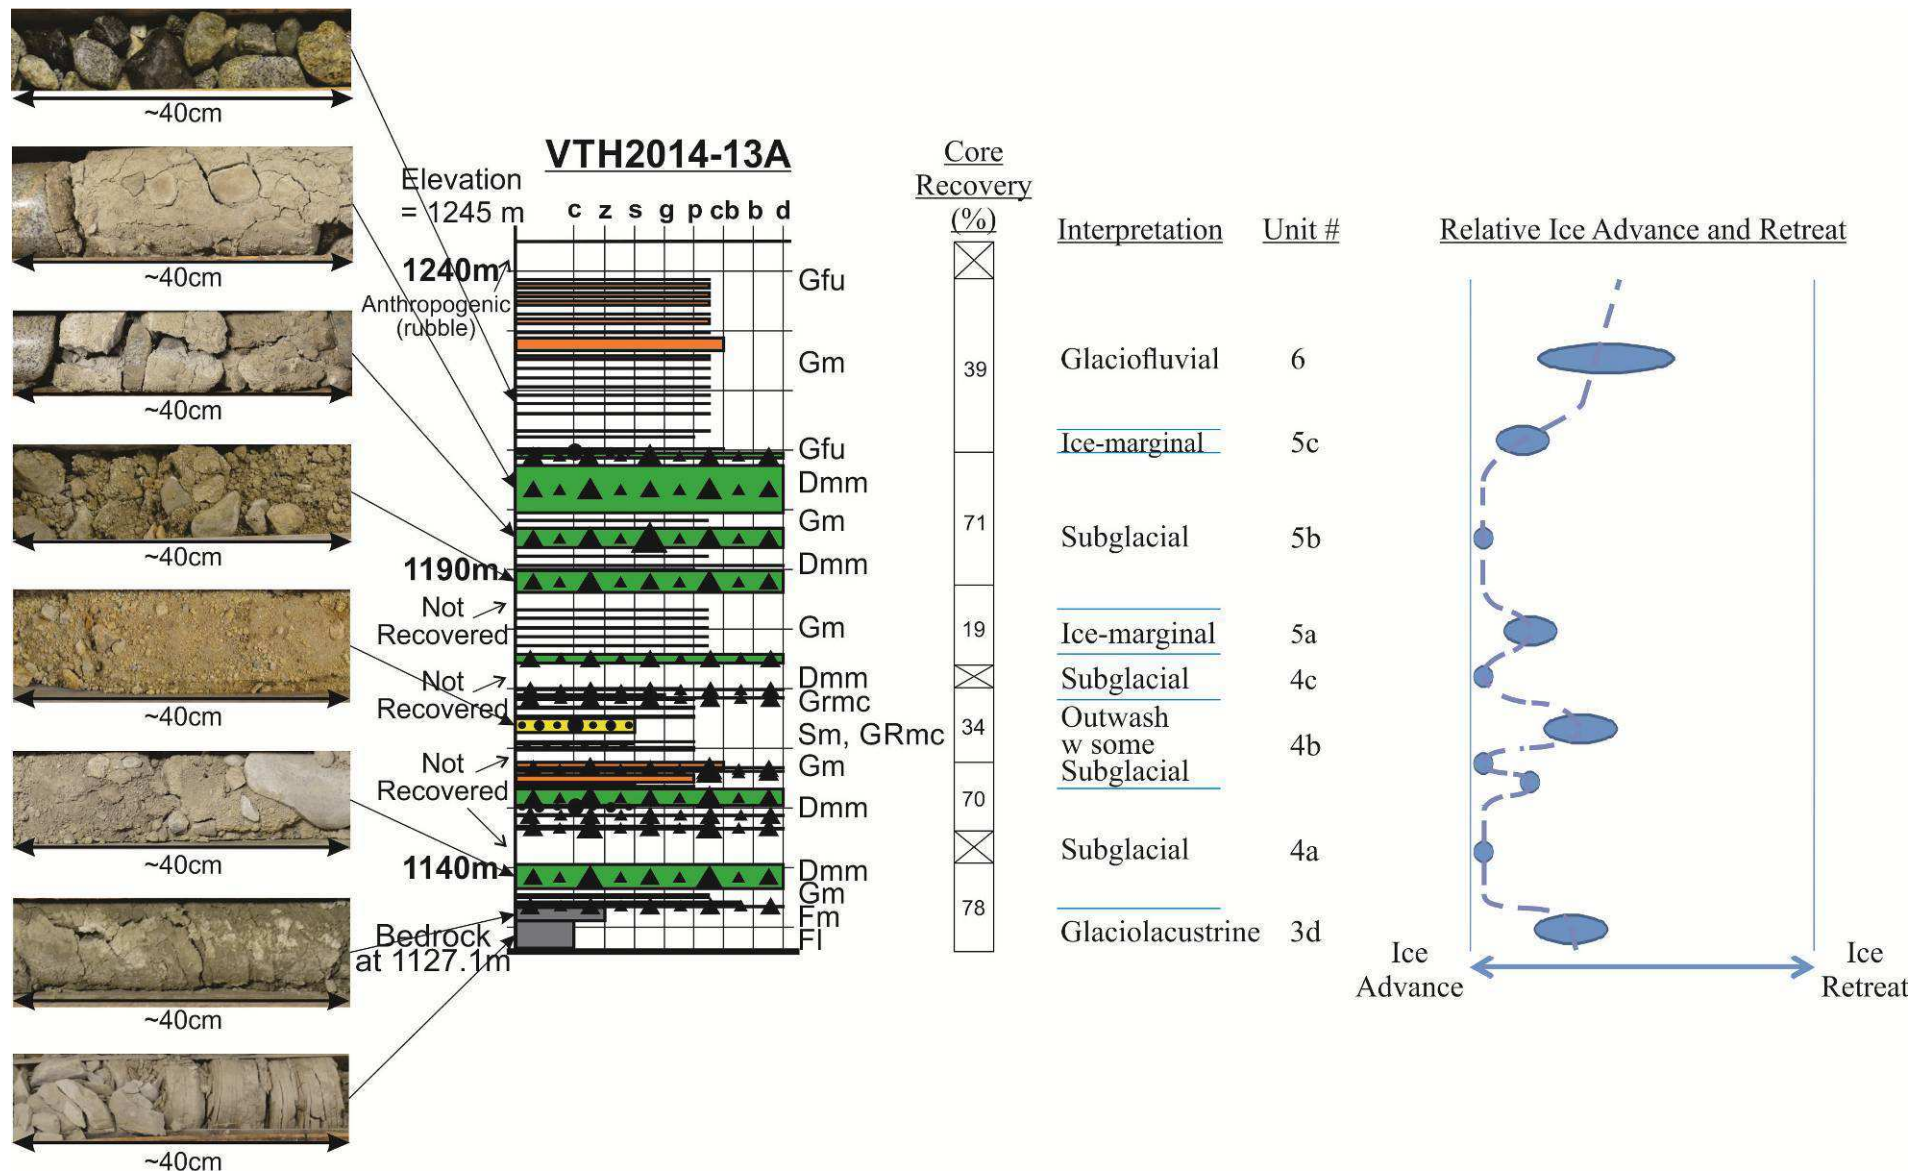 ~40cm
~40cm
~40cm
~40cm
~40cm
~40cm
~40cm
~40cm
VTH2014-13A
Elevation
= 1245 m
c z s g p cb b d
1240m
Anthropogenic
(rubble)
1190m
Not
Recovered
Not
Recovered
Not
Recovered
1140m
Bedrock
at 1127.1m
Gfu
Gm
Gfu
Dmm
Gm
Dmm
Gm
Dmm
Grmc
Sm, GRmc
Gm
Dmm
Dmm
Gm
Fm
Fl
Core
Recovery
(%)
39
71
19
34
70
78
Interpretation Unit #
Glaciofluvial 6
Ice-marginal 5c
Subglacial 5b
Ice-marginal 5a
Subglacial 4c
Outwash
w some 4b
Subglacial
Subglacial 4a
Glaciolacustrine 3d
Relative Ice Advance and Retreat
Ice
Advance
Ice
Retreat